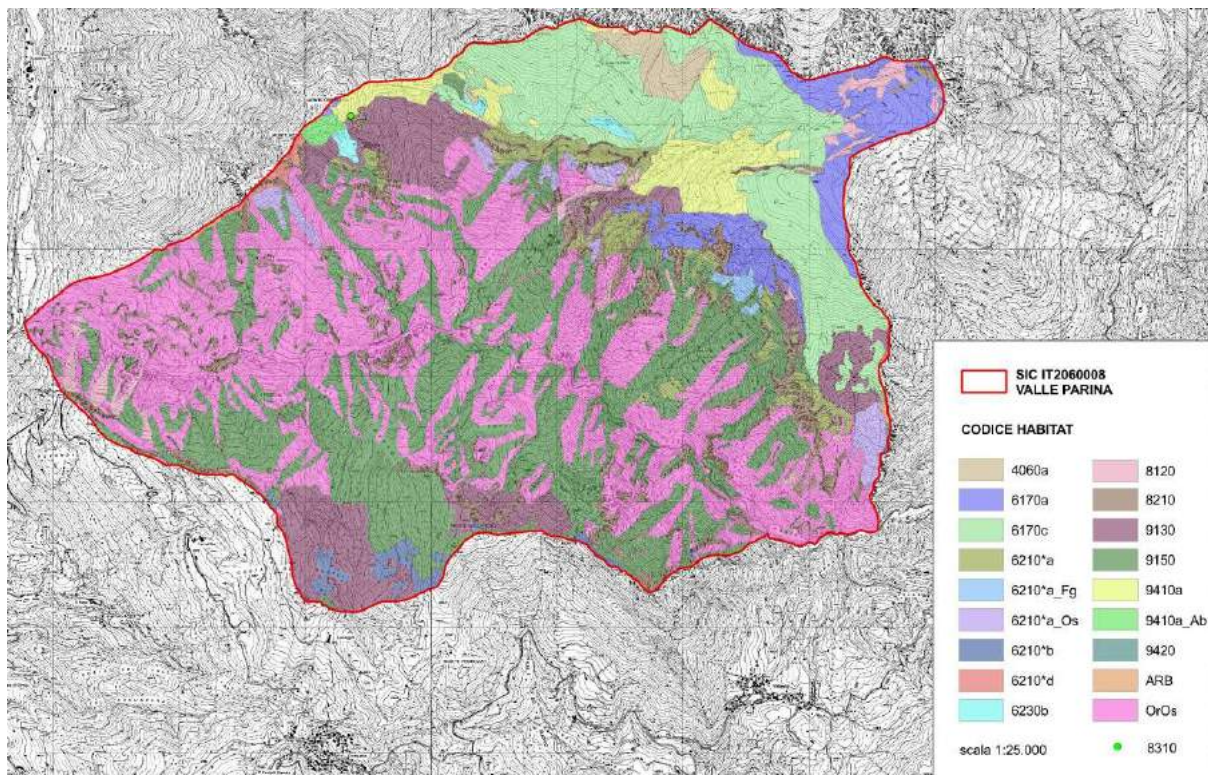 SIC IT2060008
VALLE PARINA
CODICE HABITAT
4060a
8120
6170a
8210
6170c
9130
6210*a
9150
6210*a_Fg
9410a
6210*a_Os
9410a_Ab
6210*b
9420
6210*d
ARB
6230b
OrOs
scala 1:25.000
8310